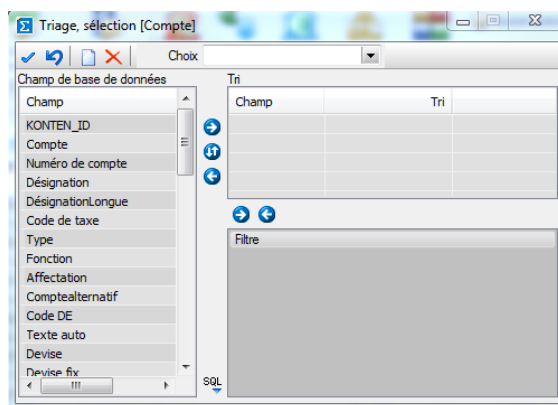 Triage, sélection [Compte]
Choix
Champ de base de données
Tri
Champ
Champ Tri
KONTEN_ID
Compte
Numéro de compte
Désignation
DésignationLongue
Code de taxe
Type
Filtre
Fonction
Affectation
Comptealternatif
Code DE
Texte auto
Devise
Devise fix
SQL